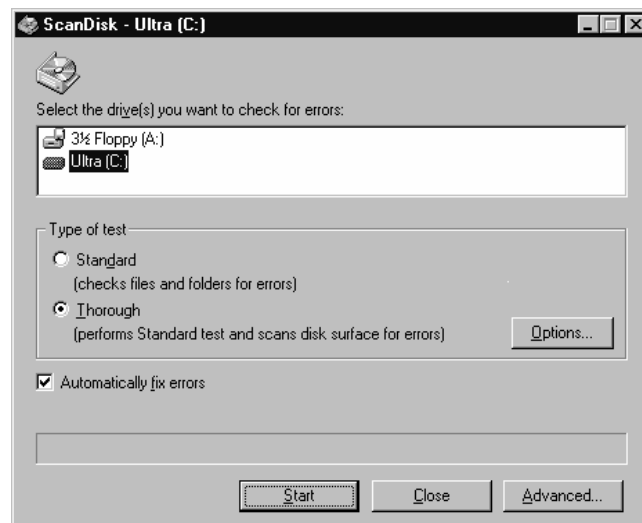 ScanDisk - Ultra (C:)
Select the drive(s) you want to check for errors:
3½ Floppy (A:)
Ultra (C:)
Type of test
Standard
(checks files and folders for errors)
Thorough
(performs Standard test and scans disk surface for errors)
Options...
Automatically fix errors
Start Close Advanced...